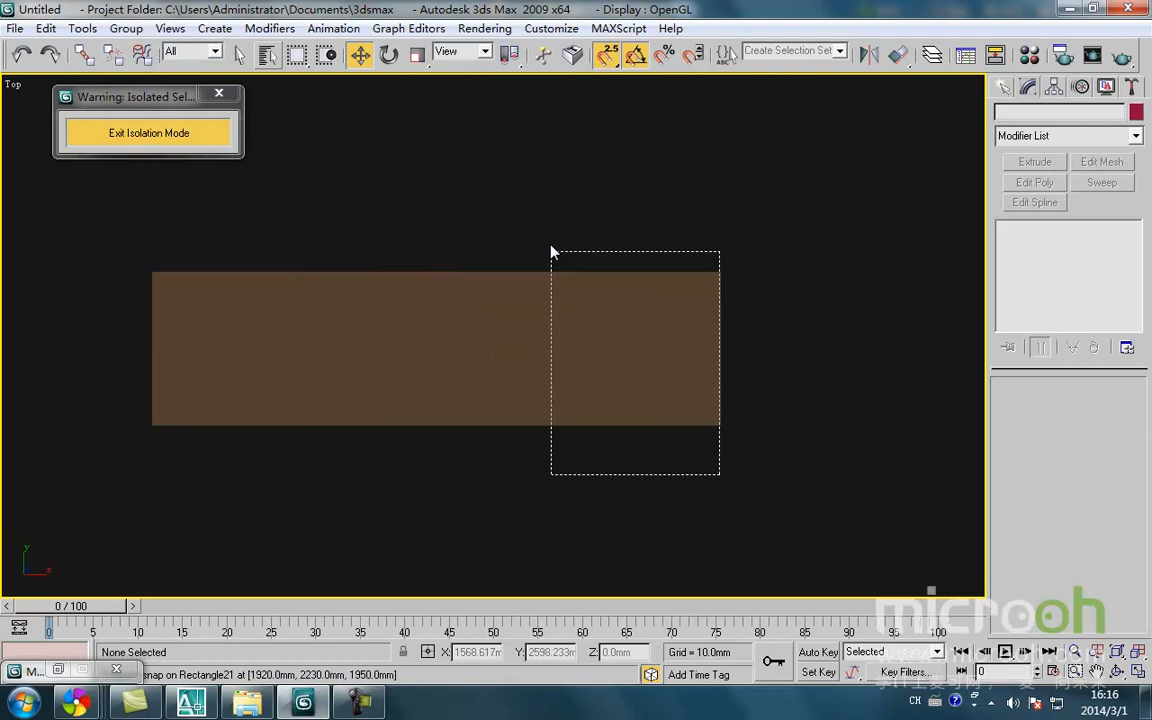 Untitled - Project Folder: C:\Users\Administrator\Documents\3dsmax - Autodesk 3ds Max 2009 x64 - Display : OpenGL
File Edit Tools Group Views Create Modifiers Animation Graph Editors Rendering Customize MAXScript Help
All View 2.5 ABC Create Selection Set
Top
Warning: Isolated Sel...
Exit Isolation Mode
Modifier List
Extrude Edit Mesh
Edit Poly Sweep
Edit Spline
y
x
0 / 100
0 5 10 15 20 25 30 35 40 45 50 55 60 65 70 75 80 85 90 95 100
microoh
None Selected X: 1568.617m Y: 2598.233m Z: 0.0mm Grid = 10.0mm Auto Key Selected
M... snap on Rectangle21 at [1920.0mm, 2230.0mm, 1950.0mm] Add Time Tag Set Key Key Filters... 0
CH 16:16
2014/3/1